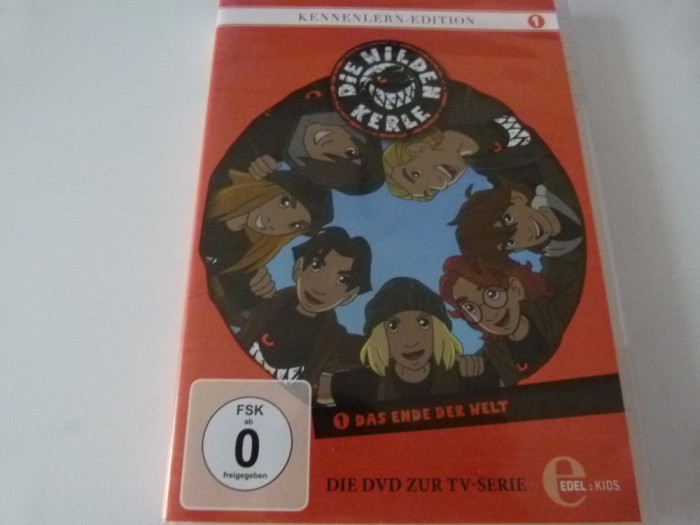 KENNENLERN-EDITION 1
DIE WILDEN
KERLE
1 DAS ENDE DER WELT
FSK
ab
0
freigegeben
DIE DVD ZUR TV-SERIE
e
EDEL:KIDS